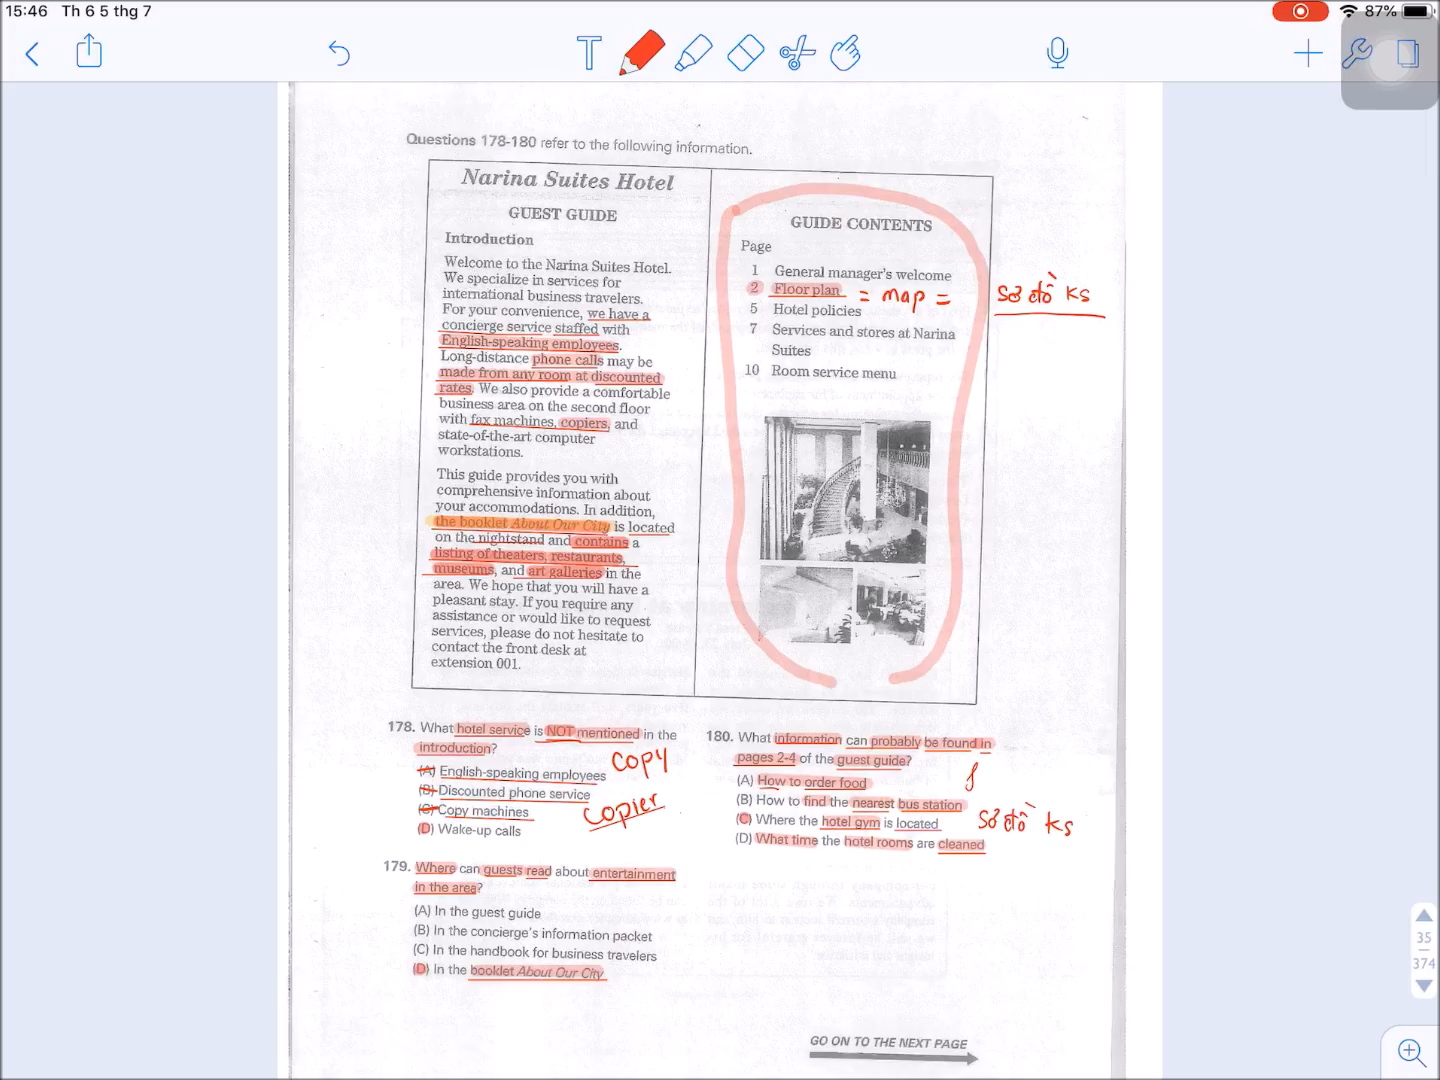 15:46 Th 6 5 thg 7
87%
Questions 178-180 refer to the following information.
Narina Suites Hotel
GUEST GUIDE
Introduction
Welcome to the Narina Suites Hotel.
We specialize in services for
international business travelers.
For your convenience, we have a
concierge service staffed with
English-speaking employees.
Long-distance phone calls may be
made from any room at discounted
rates. We also provide a comfortable
business area on the second floor
with fax machines, copiers, and
state-of-the-art computer
workstations.
This guide provides you with
comprehensive information about
your accommodations. In addition,
the booklet About Our City is located
on the nightstand and contains a
listing of theaters, restaurants,
museums, and art galleries in the
area. We hope that you will have a
pleasant stay. If you require any
assistance or would like to request
services, please do not hesitate to
contact the front desk at
extension 001.
GUIDE CONTENTS
Page
1 General manager's welcome
2 Floor plan = map = sơ đồ ks
5 Hotel policies
7 Services and stores at Narina
Suites
10 Room service menu
178. What hotel service is NOT mentioned in the
introduction?
(A) English-speaking employees
(B) Discounted phone service
(C) Copy machines
(D) Wake-up calls
copy
copier
179. Where can guests read about entertainment
in the area?
(A) In the guest guide
(B) In the concierge's information packet
(C) In the handbook for business travelers
(D) In the booklet About Our City
180. What information can probably be found in
pages 2-4 of the guest guide?
(A) How to order food
(B) How to find the nearest bus station
(C) Where the hotel gym is located
(D) What time the hotel rooms are cleaned
sơ đồ ks
GO ON TO THE NEXT PAGE
35
374